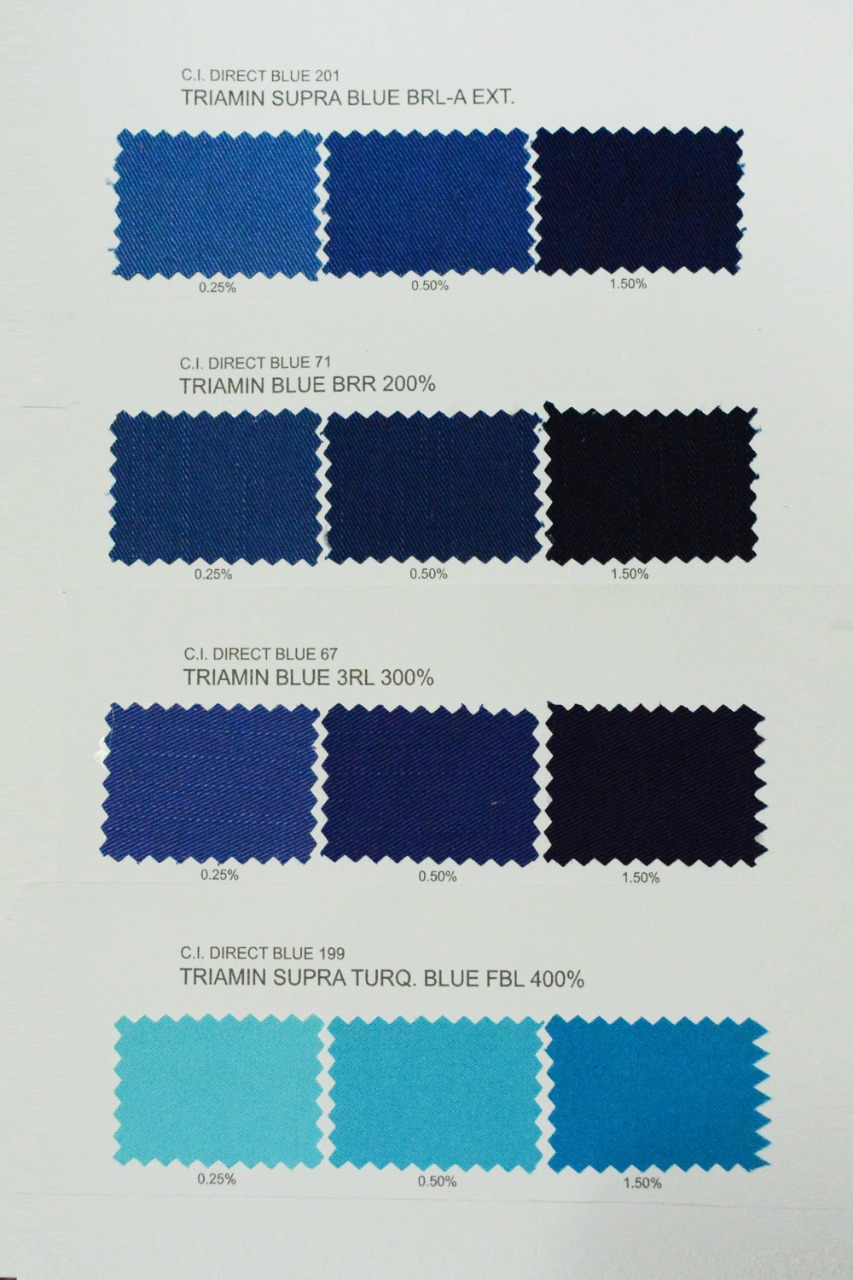 C.I. DIRECT BLUE 201
TRIAMIN SUPRA BLUE BRL-A EXT.
0.25% 0.50% 1.50%
C.I. DIRECT BLUE 71
TRIAMIN BLUE BRR 200%
0.25% 0.50% 1.50%
C.I. DIRECT BLUE 67
TRIAMIN BLUE 3RL 300%
0.25% 0.50% 1.50%
C.I. DIRECT BLUE 199
TRIAMIN SUPRA TURQ. BLUE FBL 400%
0.25% 0.50% 1.50%